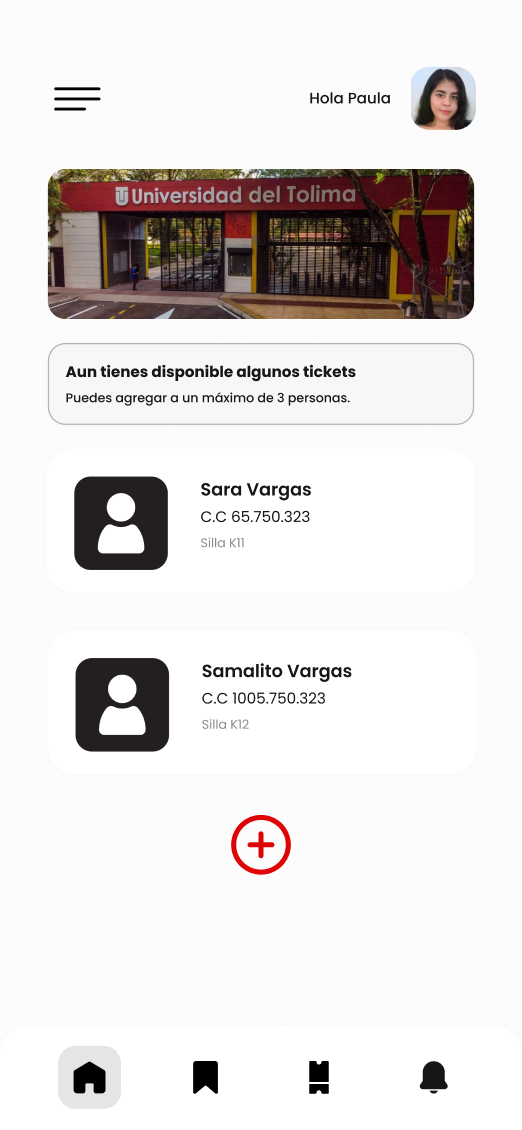 Hola Paula
Universidad del Tolima
Aun tienes disponible algunos tickets
Puedes agregar a un máximo de 3 personas.
Sara Vargas
C.C 65.750.323
Silla K11
Samalito Vargas
C.C 1005.750.323
Silla K12